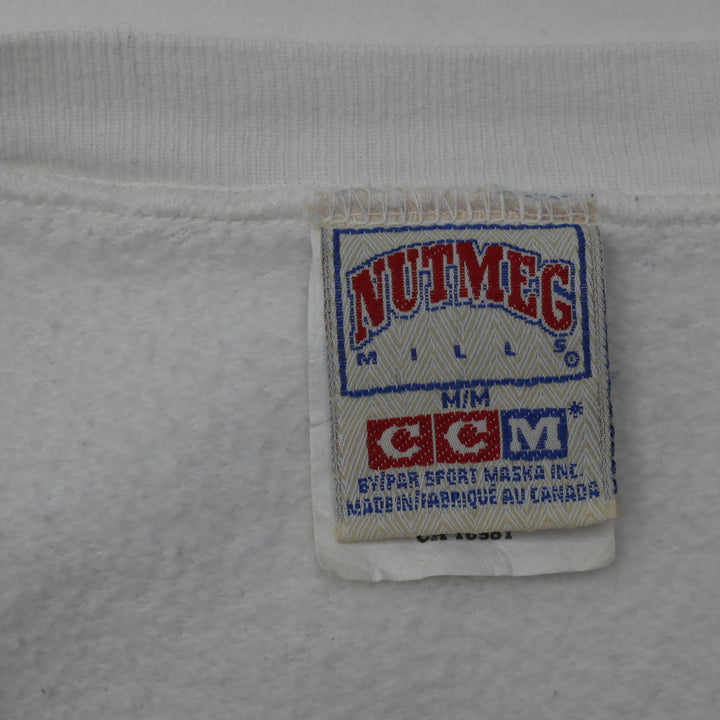 NUTMEG
MILLS®
M/M
CCM*
BY/PAR SPORT MASKA INC.
MADE IN/FABRIQUÉ AU CANADA